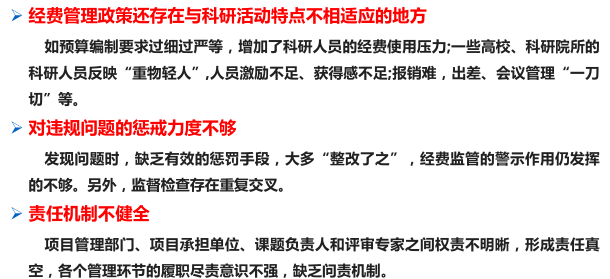 经费管理政策还存在与科研活动特点不相适应的地方
如预算编制要求过细过严等，增加了科研人员的经费使用压力;一些高校、科研院所的
科研人员反映“重物轻人”,人员激励不足、获得感不足;报销难，出差、会议管理“一刀
切”等。
对违规问题的惩戒力度不够
发现问题时，缺乏有效的惩罚手段，大多“整改了之”，经费监管的警示作用仍发挥
的不够。另外，监督检查存在重复交叉。
责任机制不健全
项目管理部门、项目承担单位、课题负责人和评审专家之间权责不明晰，形成责任真
空，各个管理环节的履职尽责意识不强，缺乏问责机制。